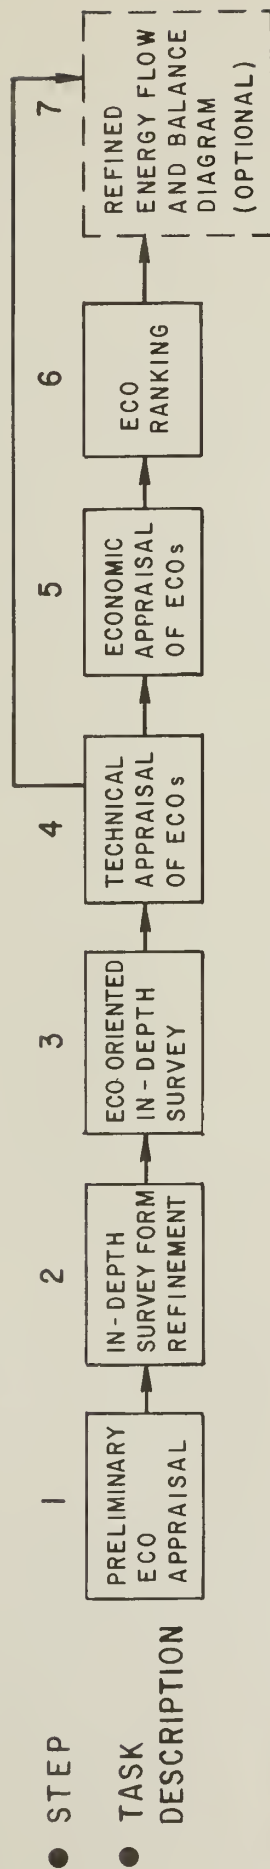 ● STEP
1
2
3
4
5
6
7
● TASK
DESCRIPTION
PRELIMINARY
ECO
APPRAISAL
IN-DEPTH
SURVEY FORM
REFINEMENT
ECO ORIENTED
IN-DEPTH
SURVEY
TECHNICAL
APPRAISAL
OF ECOs
ECONOMIC
APPRAISAL
OF ECOs
ECO
RANKING
REFINED
ENERGY FLOW
AND BALANCE
DIAGRAM
(OPTIONAL)